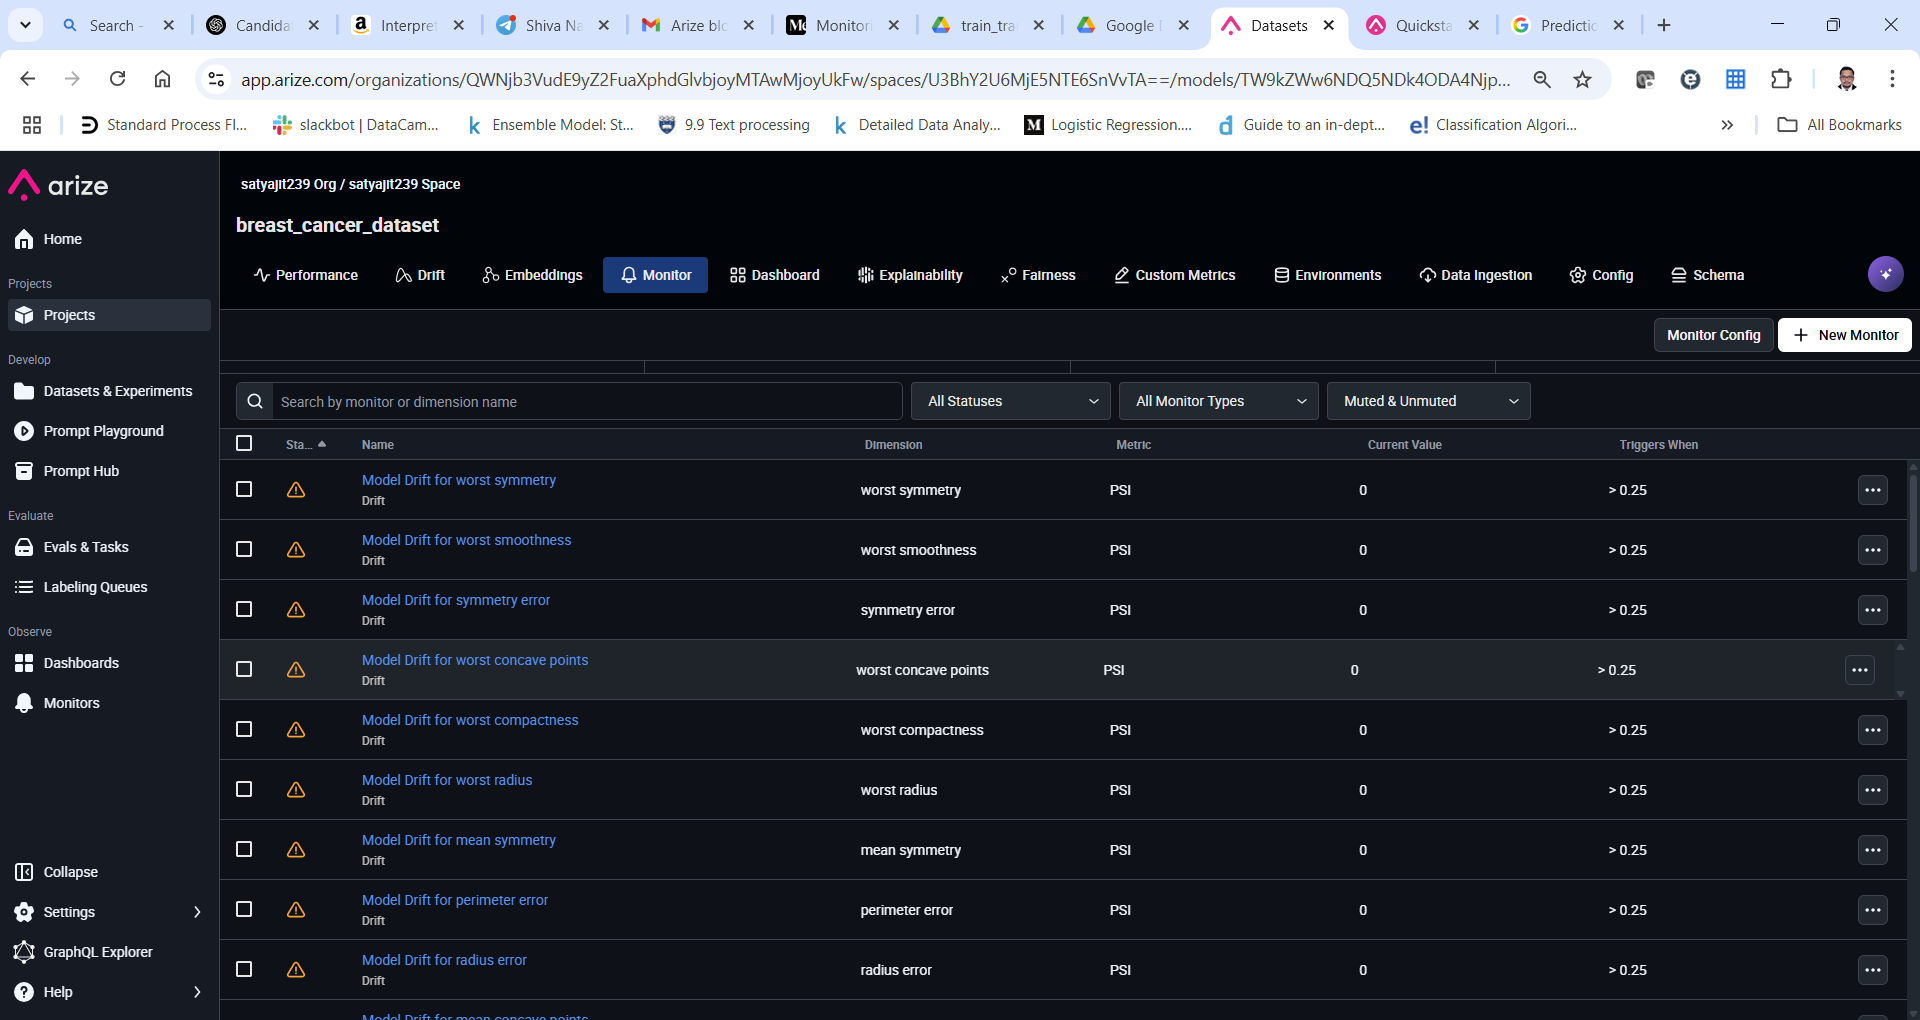 Search -
Candida
Interpret
Shiva Na
Arize blo
Monitori
train_tra
Google D
Datasets
Quicksta
Predictio
app.arize.com/organizations/QWNjb3VudE9yZ2FuaXphdGlvbjoyMTAwMjoyUkFw/spaces/U3BhY2U6MjE5NTE6SnVvTA==/models/TW9kZWw6NDQ5NDk4ODA4Njp...
Standard Process Fl...
slackbot | DataCam...
Ensemble Model: St...
9.9 Text processing
Detailed Data Analy...
Logistic Regression....
Guide to an in-dept...
Classification Algori...
All Bookmarks
arize
Home
Projects
Projects
Develop
Datasets & Experiments
Prompt Playground
Prompt Hub
Evaluate
Evals & Tasks
Labeling Queues
Observe
Dashboards
Monitors
Collapse
Settings
GraphQL Explorer
Help
satyajit239 Org / satyajit239 Space
breast_cancer_dataset
Performance
Drift
Embeddings
Monitor
Dashboard
Explainability
Fairness
Custom Metrics
Environments
Data Ingestion
Config
Schema
Monitor Config
New Monitor
Search by monitor or dimension name
All Statuses
All Monitor Types
Muted & Unmuted
Sta... Name Dimension Metric Current Value Triggers When
Model Drift for worst symmetry worst symmetry PSI 0 > 0.25
Drift
Model Drift for worst smoothness worst smoothness PSI 0 > 0.25
Drift
Model Drift for symmetry error symmetry error PSI 0 > 0.25
Drift
Model Drift for worst concave points worst concave points PSI 0 > 0.25
Drift
Model Drift for worst compactness worst compactness PSI 0 > 0.25
Drift
Model Drift for worst radius worst radius PSI 0 > 0.25
Drift
Model Drift for mean symmetry mean symmetry PSI 0 > 0.25
Drift
Model Drift for perimeter error perimeter error PSI 0 > 0.25
Drift
Model Drift for radius error radius error PSI 0 > 0.25
Drift
Model Drift for mean concave points